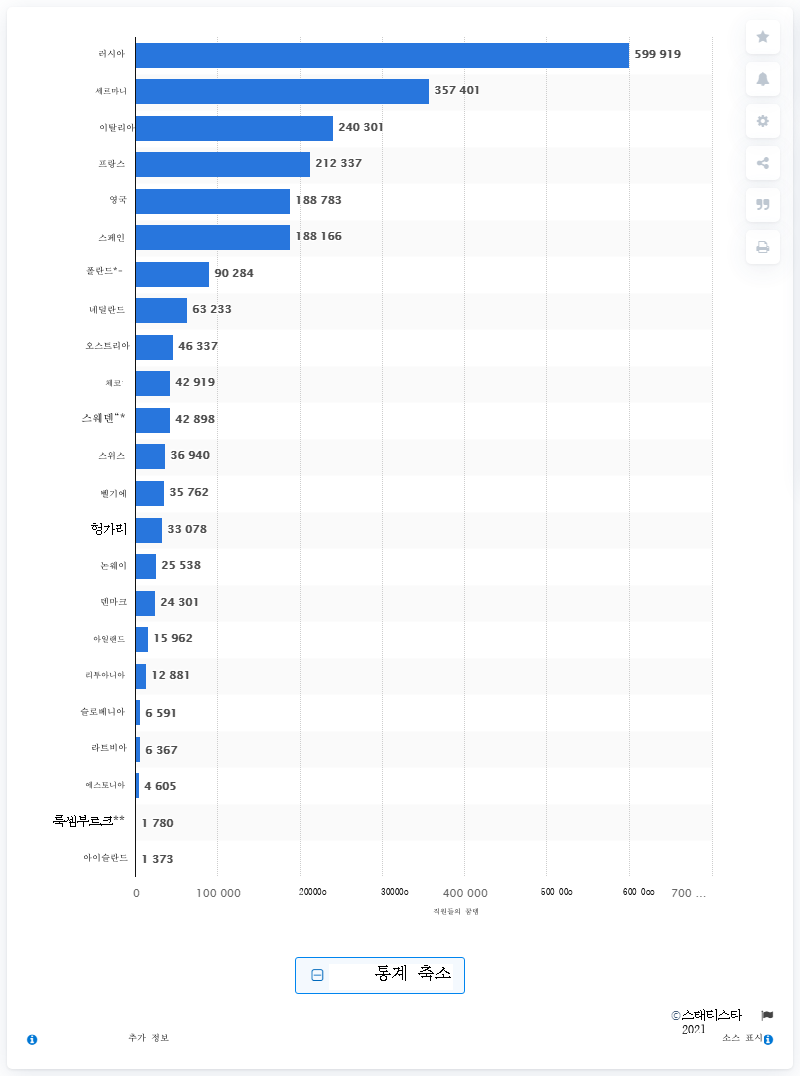 러시아 599 919
쎄르마니 357 401
이탈리아 240 301
프랑스 212 337
영국 188 783
스페인 188 166
폴란드*- 90 284
네덜란드 63 233
오스트리아 46 337
체코 42 919
스웨덴“* 42 898
스위스 36 940
벨기에 35 762
헝가리 33 078
논웨이 25 538
덴마크 24 301
아일랜드 15 962
리투아니아 12 881
슬로베니아 6 591
라트비아 6 367
에스토니아 4 605
룩셈부르크** 1 780
아이슬란드 1 373
0 100 000 20000o 30000o 400 000 500 00o 600 0oo 700 ...
직원들의
통계 축소
©스태티스타
2021
추가 정보 소스 표시